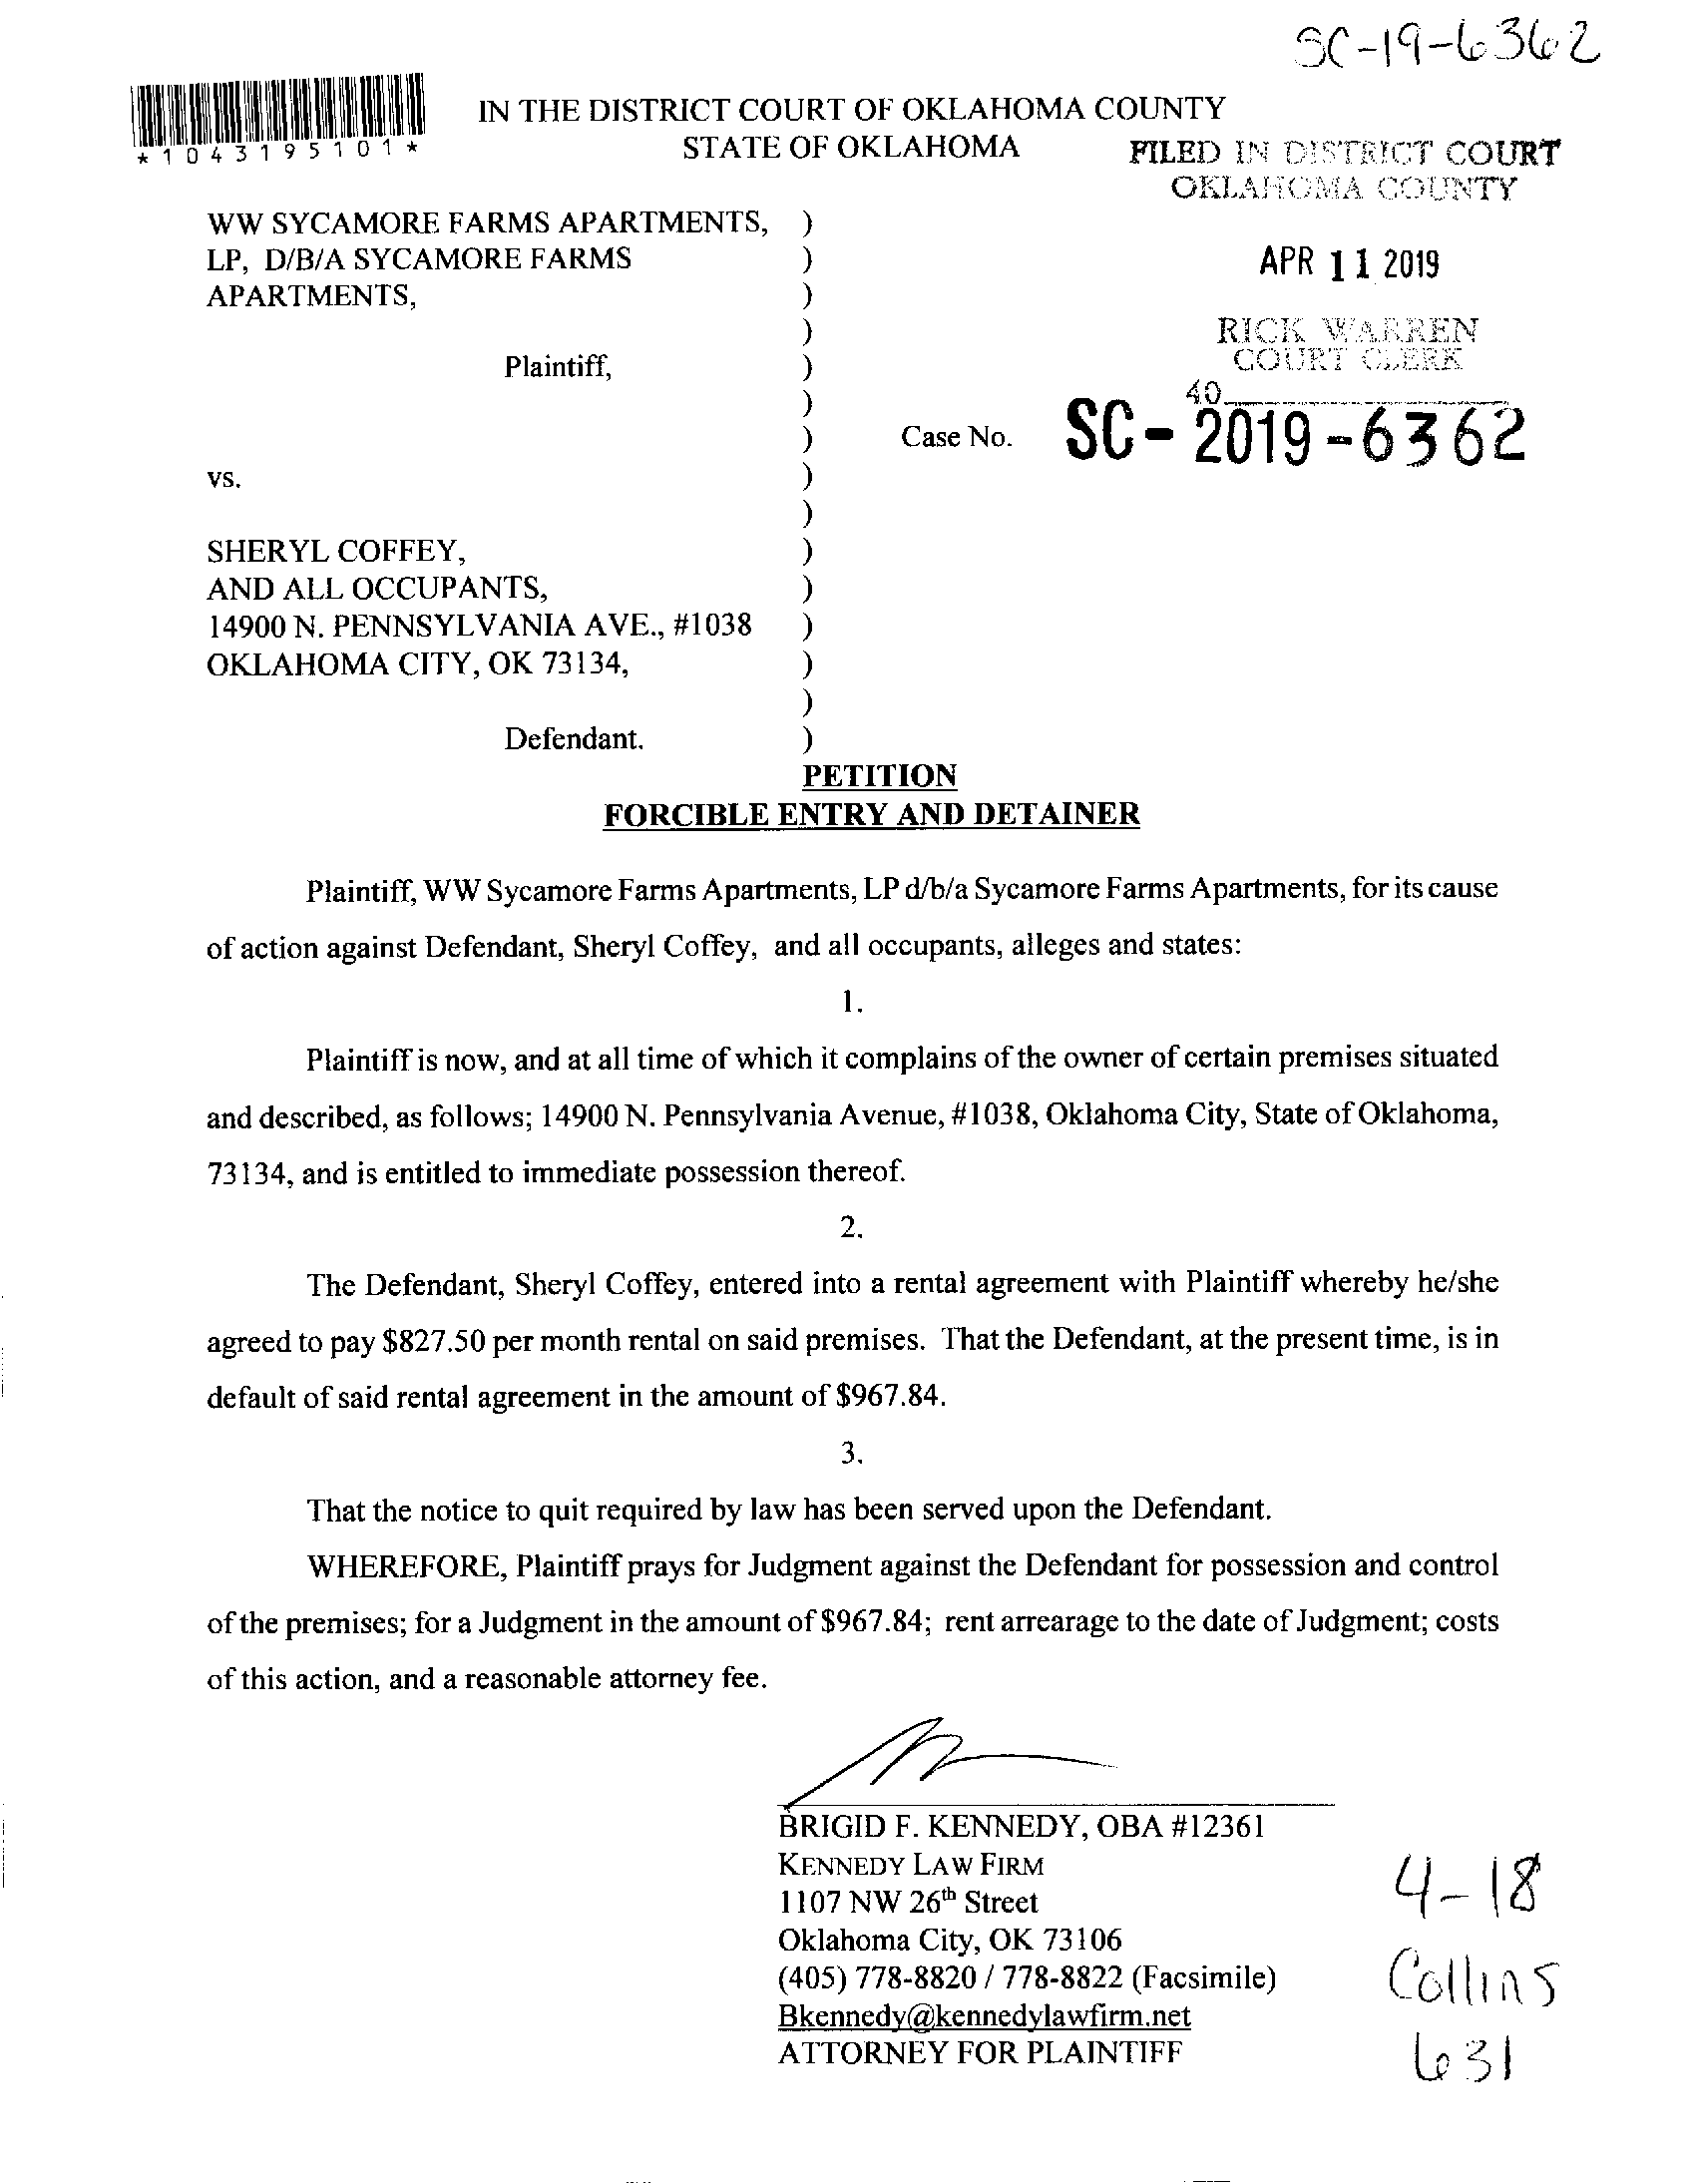 SC-19-6362
*1043195101*
IN THE DISTRICT COURT OF OKLAHOMA COUNTY
STATE OF OKLAHOMA
FILED IN DISTRICT COURT
OKLAHOMA COUNTY
APR 11 2019
RICK WARREN
COURT CLERK
40
WW SYCAMORE FARMS APARTMENTS, )
LP, D/B/A SYCAMORE FARMS )
APARTMENTS, )
)
Plaintiff, )
)
) Case No. SC-2019-6362
vs. )
)
SHERYL COFFEY, )
AND ALL OCCUPANTS, )
14900 N. PENNSYLVANIA AVE., #1038 )
OKLAHOMA CITY, OK 73134, )
)
Defendant. )
PETITION
FORCIBLE ENTRY AND DETAINER
Plaintiff, WW Sycamore Farms Apartments, LP d/b/a Sycamore Farms Apartments, for its cause
of action against Defendant, Sheryl Coffey, and all occupants, alleges and states:
1.
Plaintiff is now, and at all time of which it complains of the owner of certain premises situated
and described, as follows; 14900 N. Pennsylvania Avenue, #1038, Oklahoma City, State of Oklahoma,
73134, and is entitled to immediate possession thereof.
2.
The Defendant, Sheryl Coffey, entered into a rental agreement with Plaintiff whereby he/she
agreed to pay $827.50 per month rental on said premises. That the Defendant, at the present time, is in
default of said rental agreement in the amount of $967.84.
3.
That the notice to quit required by law has been served upon the Defendant.
WHEREFORE, Plaintiff prays for Judgment against the Defendant for possession and control
of the premises; for a Judgment in the amount of $967.84; rent arrearage to the date of Judgment; costs
of this action, and a reasonable attorney fee.
BRIGID F. KENNEDY, OBA #12361
KENNEDY LAW FIRM
1107 NW 26th Street
Oklahoma City, OK 73106
(405) 778-8820 / 778-8822 (Facsimile)
Bkennedy@kennedylawfirm.net
ATTORNEY FOR PLAINTIFF
4-18
Collins
631